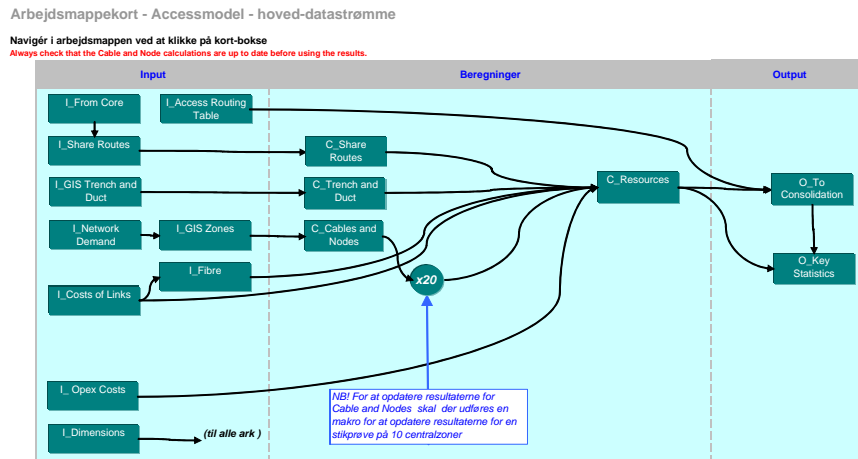 Arbejdsmappekort - Accessmodel - hoved-datastrømme
Navigér i arbejdsmappen ved at klikke på kort-bokse
Always check that the Cable and Node calculations are up to date before using the results.
Input
Beregninger
Output
I_From Core
I_Access Routing
Table
I_Share Routes
C_Share
Routes
I_GIS Trench and
Duct
C_Trench and
Duct
C_Resources
O_To
Consolidation
I_Network
Demand
I_GIS Zones
C_Cables and
Nodes
I_Fibre
x20
O_Key
Statistics
I_Costs of Links
I_ Opex Costs
NB! For at opdatere resultaterne for
Cable and Nodes  skal  der udføres en
makro for at opdatere resultaterne for en
stikprøve på 10 centralzoner
I_Dimensions
(til alle ark )